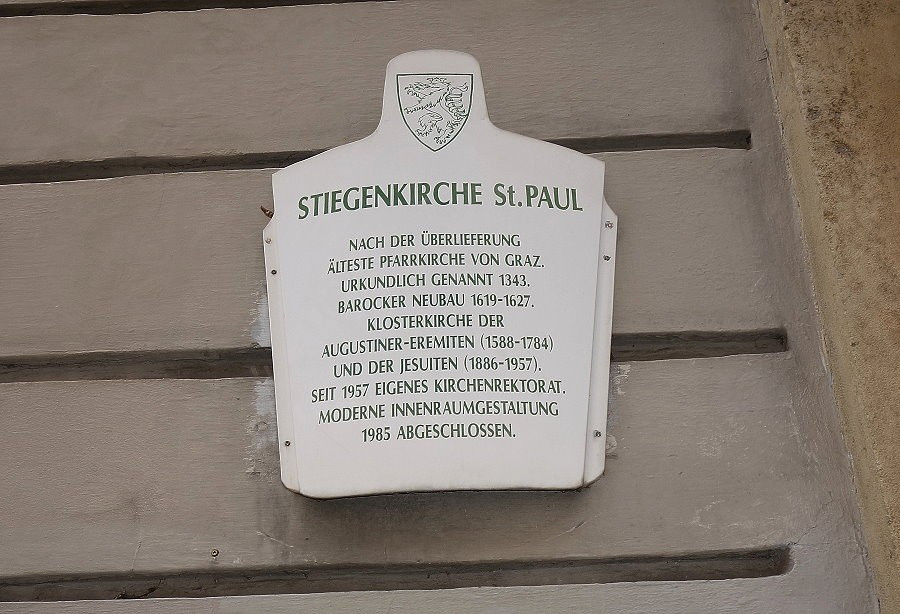 STIEGENKIRCHE St.PAUL
NACH DER ÜBERLIEFERUNG
ÄLTESTE PFARRKIRCHE VON GRAZ.
URKUNDLICH GENANNT 1343.
BAROCKER NEUBAU 1619-1627.
KLOSTERKIRCHE DER
AUGUSTINER-EREMITEN (1588-1784)
UND DER JESUITEN (1886-1957).
SEIT 1957 EIGENES KIRCHENREKTORAT.
MODERNE INNENRAUMGESTALTUNG
1985 ABGESCHLOSSEN.